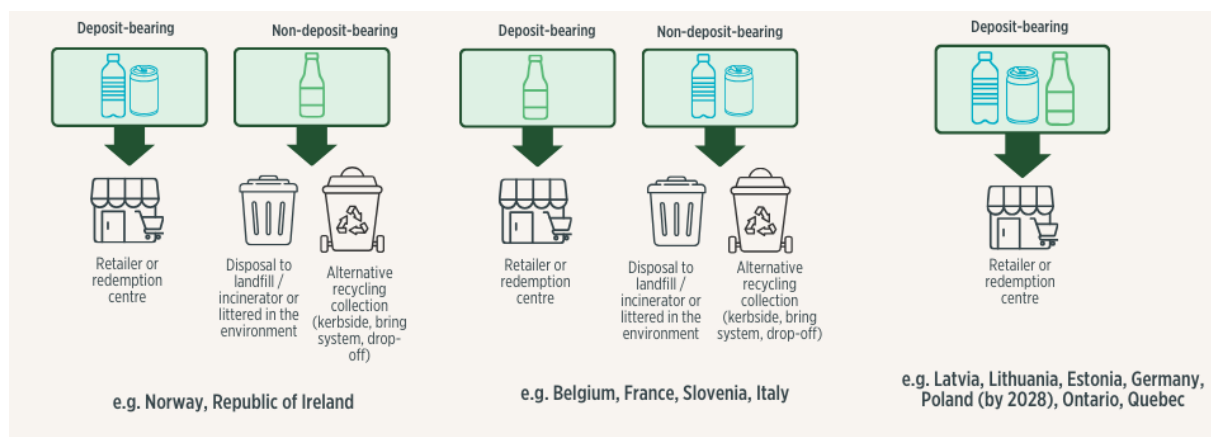 Deposit-bearing
Non-deposit-bearing
Retailer or
redemption
centre
Disposal to
landfill /
incinerator or
littered in the
environment
Alternative
recycling
collection
(kerbside, bring
system, drop-
off)
e.g. Norway, Republic of Ireland
Deposit-bearing
Non-deposit-bearing
Retailer or
redemption
centre
Disposal to
landfill /
incinerator or
littered in the
environment
Alternative
recycling
collection
(kerbside, bring
system, drop-off)
e.g. Belgium, France, Slovenia, Italy
Deposit-bearing
Retailer or
redemption
centre
e.g. Latvia, Lithuania, Estonia, Germany,
Poland (by 2028), Ontario, Quebec